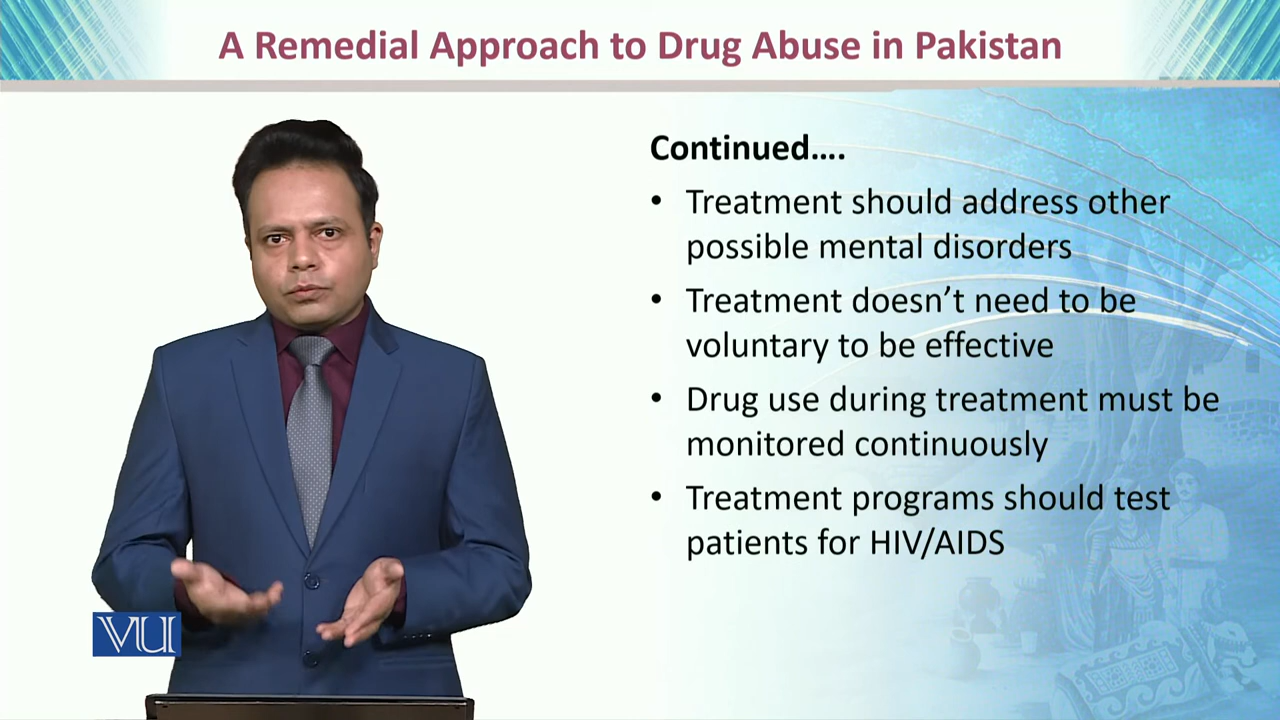 A Remedial Approach to Drug Abuse in Pakistan
Continued....
• Treatment should address other
possible mental disorders
• Treatment doesn’t need to be
voluntary to be effective
• Drug use during treatment must be
monitored continuously
• Treatment programs should test
patients for HIV/AIDS
VU